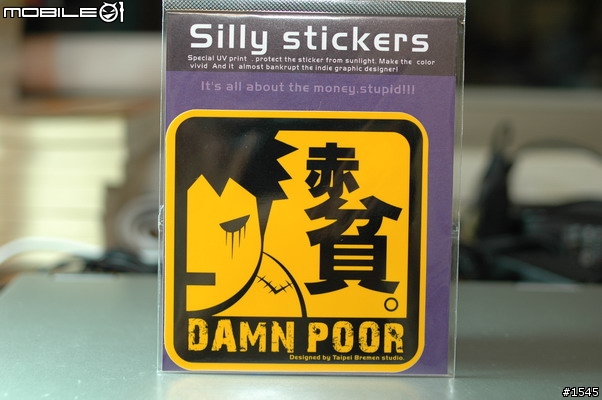 MOBILE01
Silly stickers
Special UV print , protect the sticker from sunlight. Make the color
vivid And it almost bankrupt the indie graphic designer!
It's all about the money,stupid!!!
赤貧。
DAMN POOR
Designed by Taipei Bremen studio.
#1545